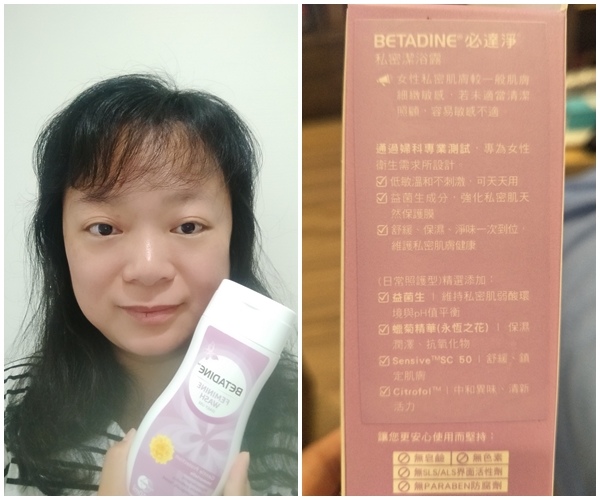 BETADINE
FEMININE
WASH
BETADINE™ 必達淨
私密潔浴露
女性私密肌膚較一般肌膚
細緻敏感，若未適當清潔
照顧，容易敏感不適
通過婦科專業測試，專為女性
衛生需求所設計。
低敏溫和不刺激，可天天用
益菌生成分，強化私密肌天
然保護膜
舒緩、保濕、淨味一次到位，
維護私密肌膚健康
(日常照護型)精選添加：
益菌生｜維持私密肌弱酸環
境與pH值平衡
蠟菊精華(永恆之花)｜保濕
潤澤、抗氧化物
Sensive™SC 50｜舒緩、鎮
定肌膚
Citrofol™｜中和異味、清新
活力
讓您更安心使用而堅持：
無皂鹼 無色素
無SLS/ALS界面活性劑
無PARABEN防腐劑